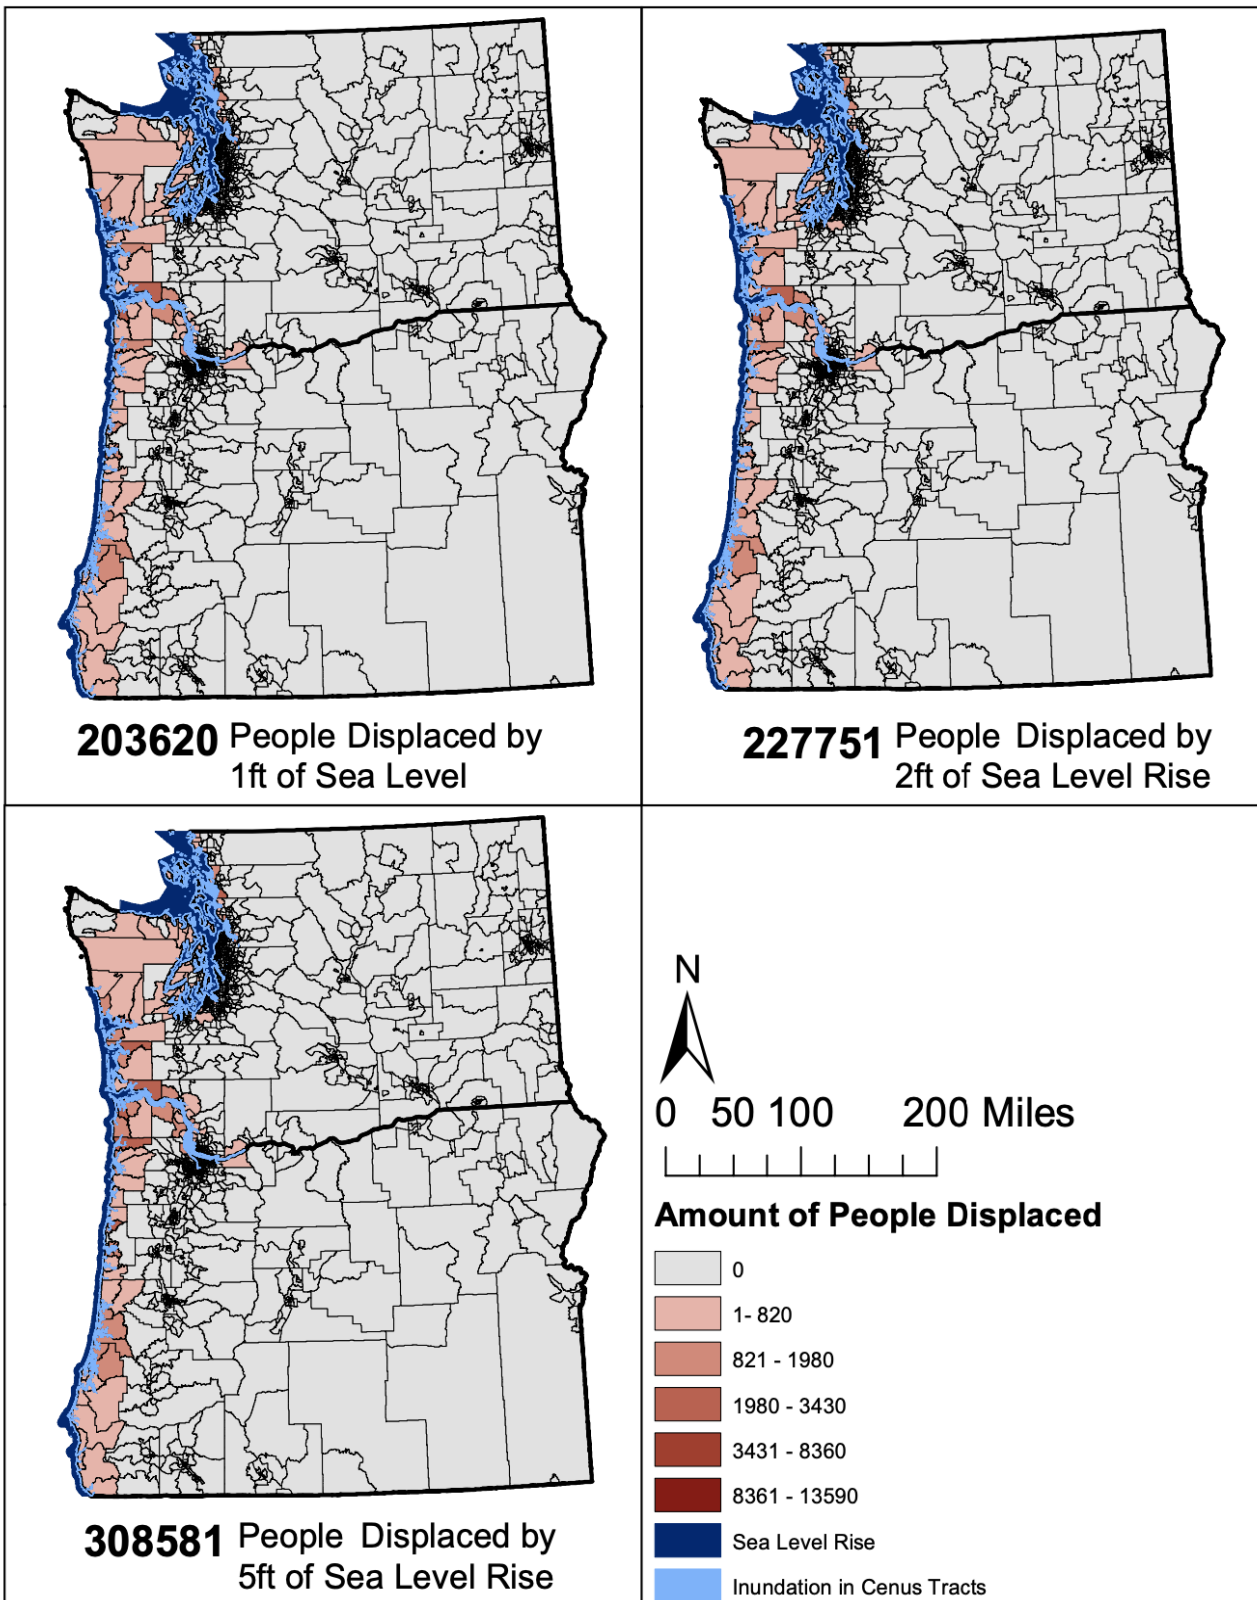 203620 People Displaced by
1ft of Sea Level
227751 People Displaced by
2ft of Sea Level Rise
308581 People Displaced by
5ft of Sea Level Rise
N
0 50 100 200 Miles
Amount of People Displaced
0
1- 820
821 - 1980
1980 - 3430
3431 - 8360
8361 - 13590
Sea Level Rise
Inundation in Cenus Tracts